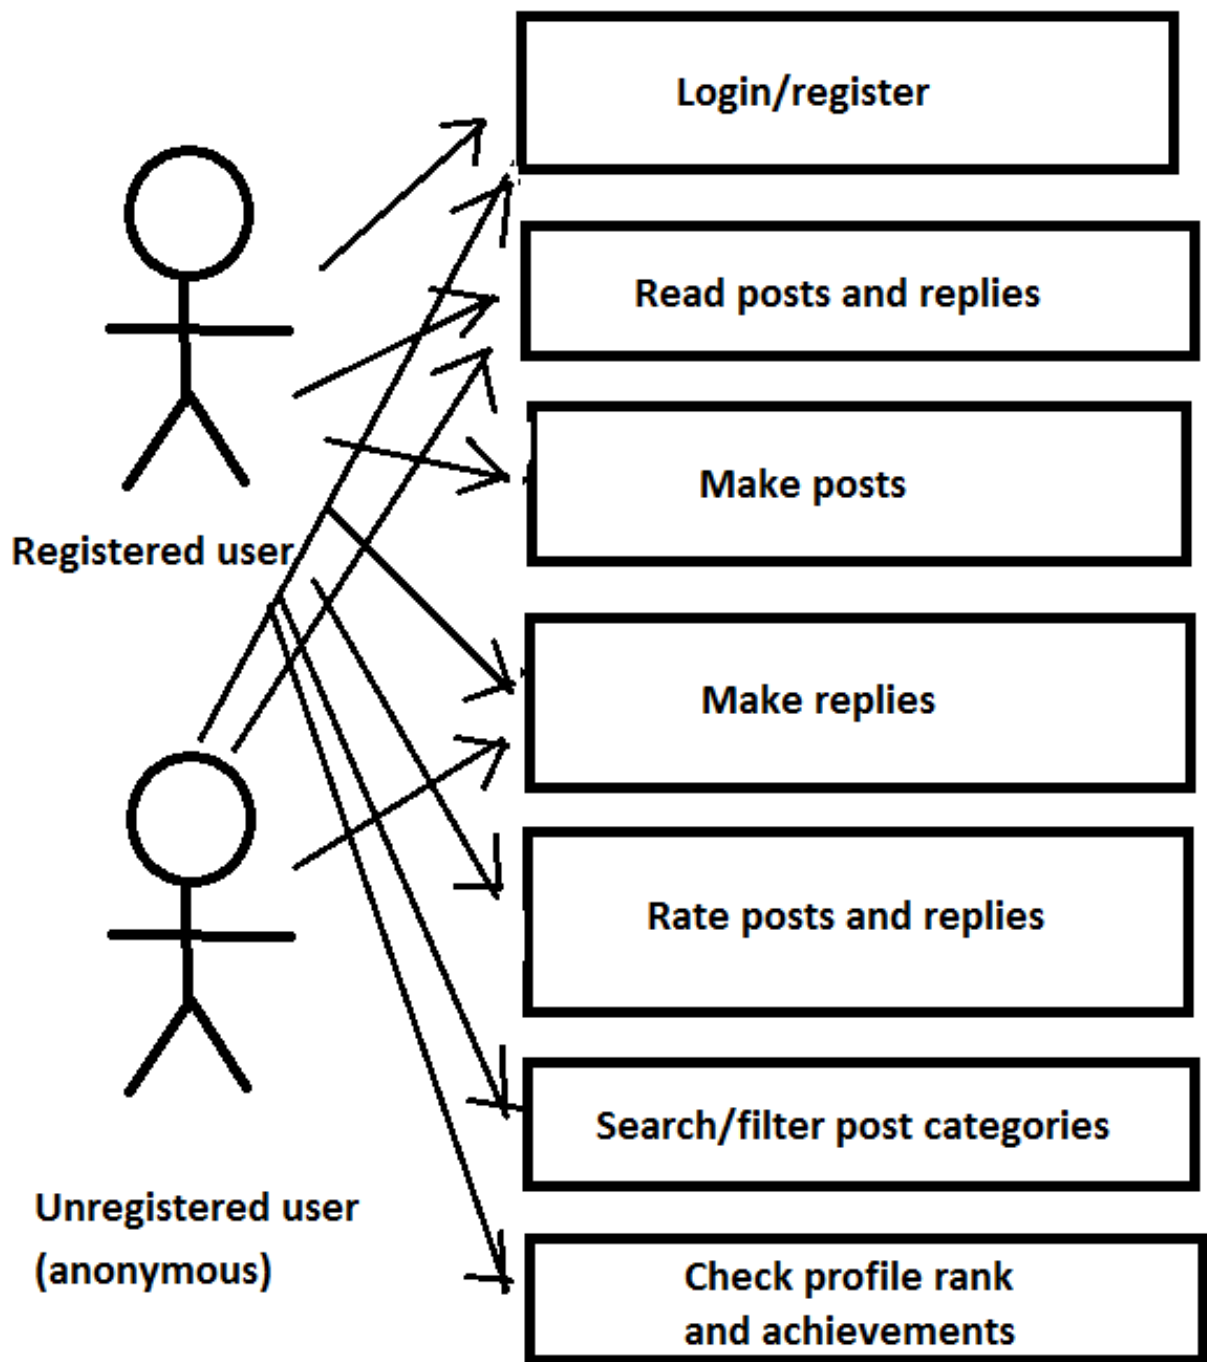 Login/register
Read posts and replies
Make posts
Registered user
Make replies
Rate posts and replies
Search/filter post categories
Unregistered user
(anonymous)
Check profile rank
and achievements